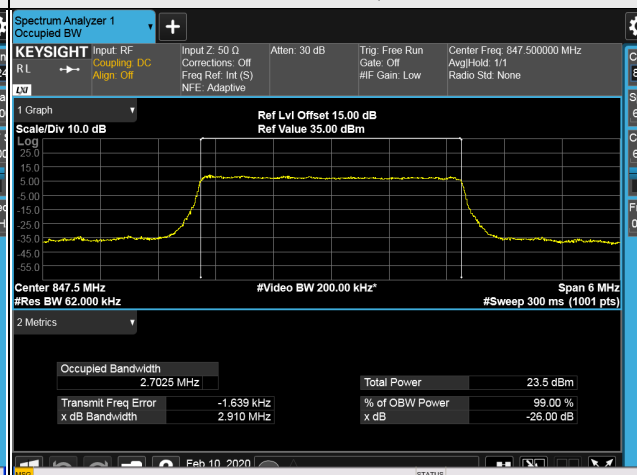 Spectrum Analyzer 1
Occupied BW
KEYSIGHT Input: RF Input Z: 50 Ω Atten: 30 dB Trig: Free Run Center Freq: 847.500000 MHz
RL Coupling: DC Corrections: Off Gate: Off Avg|Hold: 1/1
Align: Off Freq Ref: Int (S) #IF Gain: Low Radio Std: None
LXI NFE: Adaptive
1 Graph Ref Lvl Offset 15.00 dB
Scale/Div 10.0 dB Ref Value 35.00 dBm
Log
25.0
15.0
5.00
-5.00
-15.0
-25.0
-35.0
-45.0
-55.0
Center 847.5 MHz #Video BW 200.00 kHz* Span 6 MHz
#Res BW 62.000 kHz #Sweep 300 ms (1001 pts)
2 Metrics
Occupied Bandwidth
2.7025 MHz Total Power 23.5 dBm
Transmit Freq Error -1.639 kHz % of OBW Power 99.00 %
x dB Bandwidth 2.910 MHz x dB -26.00 dB
Feb 10, 2020
MSG STATUS